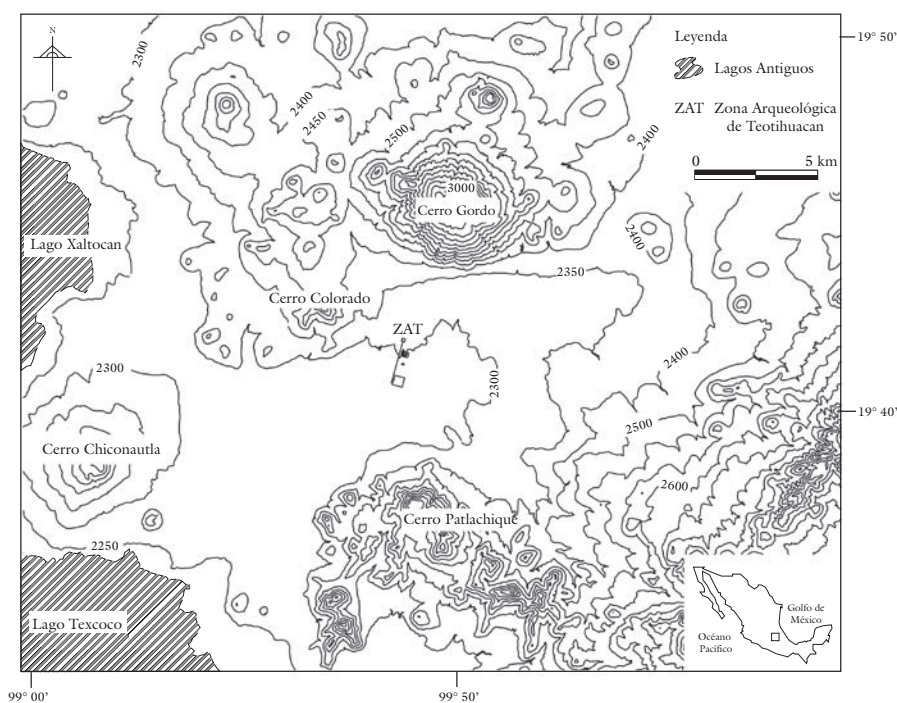 N
2300
2400
2450
2500
3000
Cerro Gordo
2400
2400
Leyenda
Lagos Antiguos
ZAT Zona Arqueológica
de Teotihuacan
0 5 km
19° 50'
Lago Xaltocan
Cerro Colorado
2350
ZAT
2300
2300
2400
2500
2600
19° 40'
Cerro Chiconautla
Cerro Patlachique
2250
Lago Texcoco
Golfo de
México
Océano
Pacífico
99° 00'
99° 50'